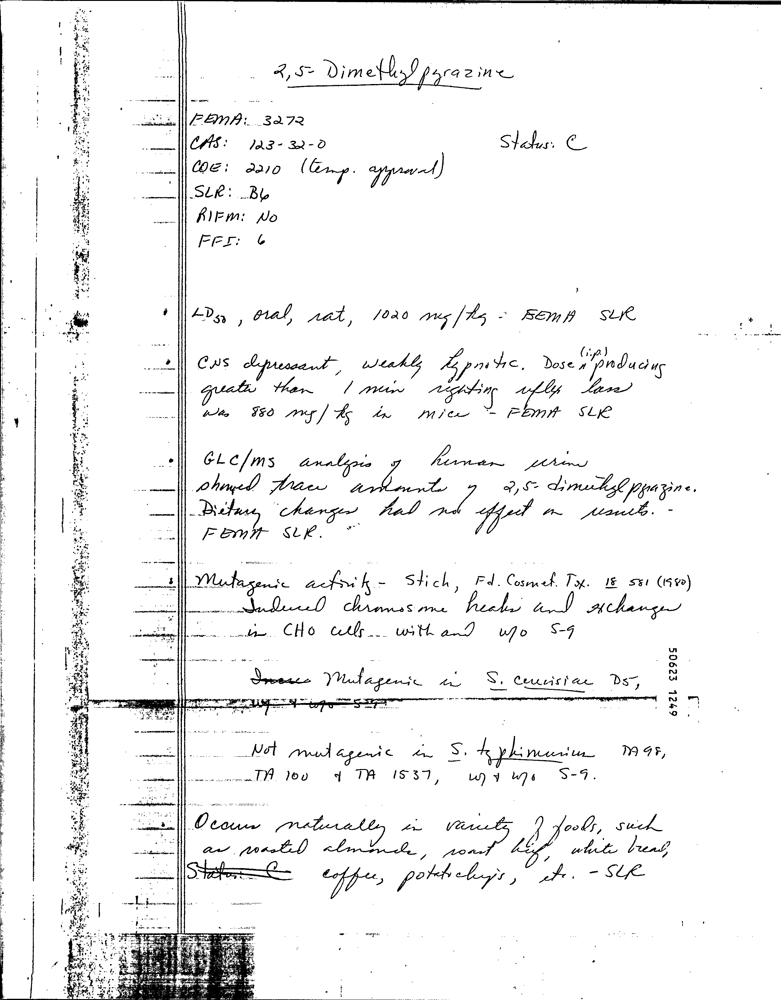 2,5- Dimethylpyrazine
FEMA: 3272
CAS: 123-32-0 Status: C
COE: 2210 (temp. approval)
SLR: B6
RIFM: No
FFI: 6
LD50, oral, rat, 1020 mg/kg - FEMA SLR
CNS depressant, weakly hypnotic. Dose (i.p.) producing
greater than 1 min righting reflex loss
was 880 mg/kg in mice - FEMA SLR
GLC/MS analysis of human urine
showed trace amounts of 2,5-dimethylpyrazine.
Dietary changes had no effect on results. -
FEMA SLR.
Mutagenic activity - Stich, Fd. Cosmet. Tox. 18 581 (1980)
Induced chromosome breaks and exchanges
in CHO cells with and w/o S-9
Mutagenic in S. cerevisiae D5,
w/ & w/o S-9
50623 1249
Not mutagenic in S. typhimurium TA98,
TA 100 & TA 1537, w/ & w/o S-9.
Occurs naturally in variety of foods, such
as roasted almonds, roast beef, white bread,
Status: C coffee, potato chips, etc. - SLR